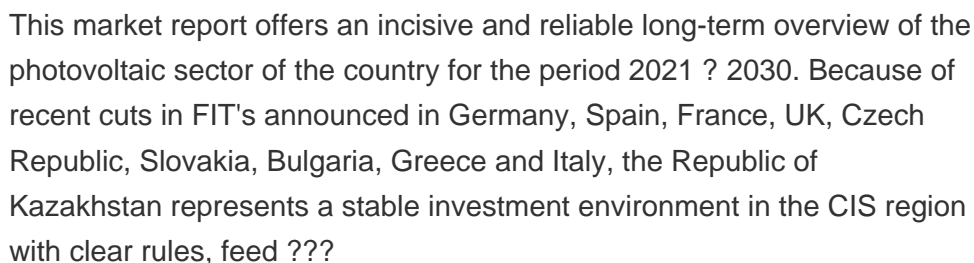 This market report offers an incisive and reliable long-term overview of the
photovoltaic sector of the country for the period 2021 ? 2030. Because of
recent cuts in FIT's announced in Germany, Spain, France, UK, Czech
Republic, Slovakia, Bulgaria, Greece and Italy, the Republic of
Kazakhstan represents a stable investment environment in the CIS region
with clear rules, feed ???